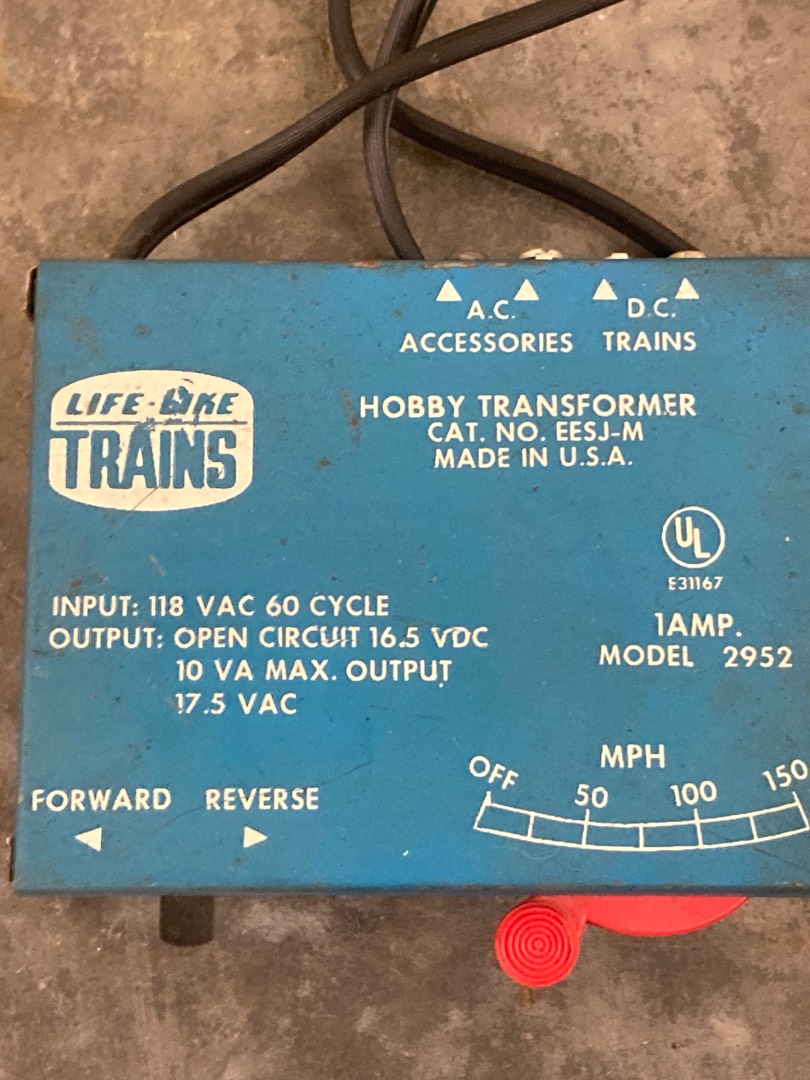 A.C. D.C.
ACCESSORIES TRAINS
LIFE-LIKE
TRAINS
HOBBY TRANSFORMER
CAT. NO. EESJ-M
MADE IN U.S.A.
UL
E31167
INPUT: 118 VAC 60 CYCLE
OUTPUT: OPEN CIRCUIT 16.5 VDC
10 VA MAX. OUTPUT
17.5 VAC
1AMP.
MODEL 2952
MPH
OFF 50 100 150
FORWARD REVERSE